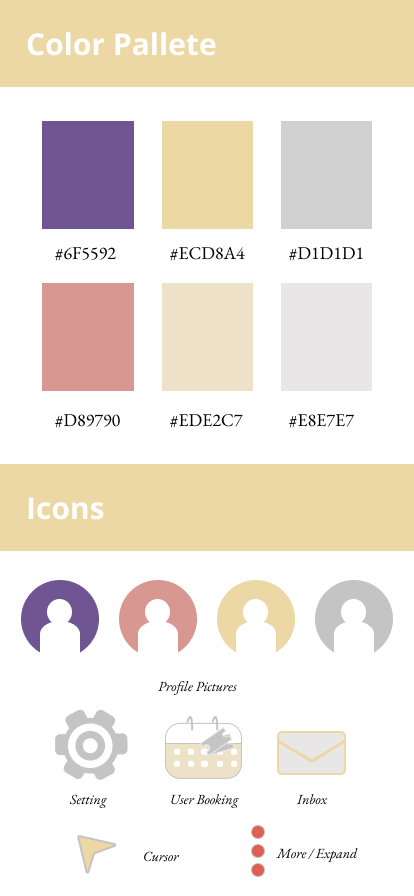 Color Pallete
#6F5592 #ECD8A4 #D1D1D1
#D89790 #EDE2C7 #E8E7E7
Icons
Profile Pictures
Setting User Booking Inbox
Cursor More / Expand